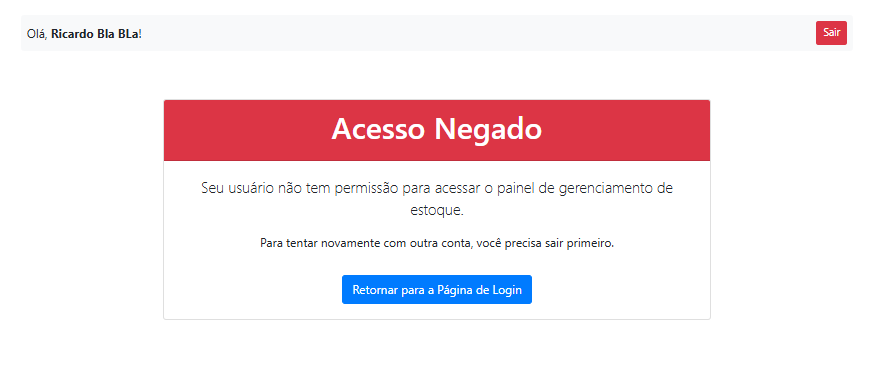 Olá, Ricardo Bla BLa!
Sair
Acesso Negado
Seu usuário não tem permissão para acessar o painel de gerenciamento de
estoque.
Para tentar novamente com outra conta, você precisa sair primeiro.
Retornar para a Página de Login